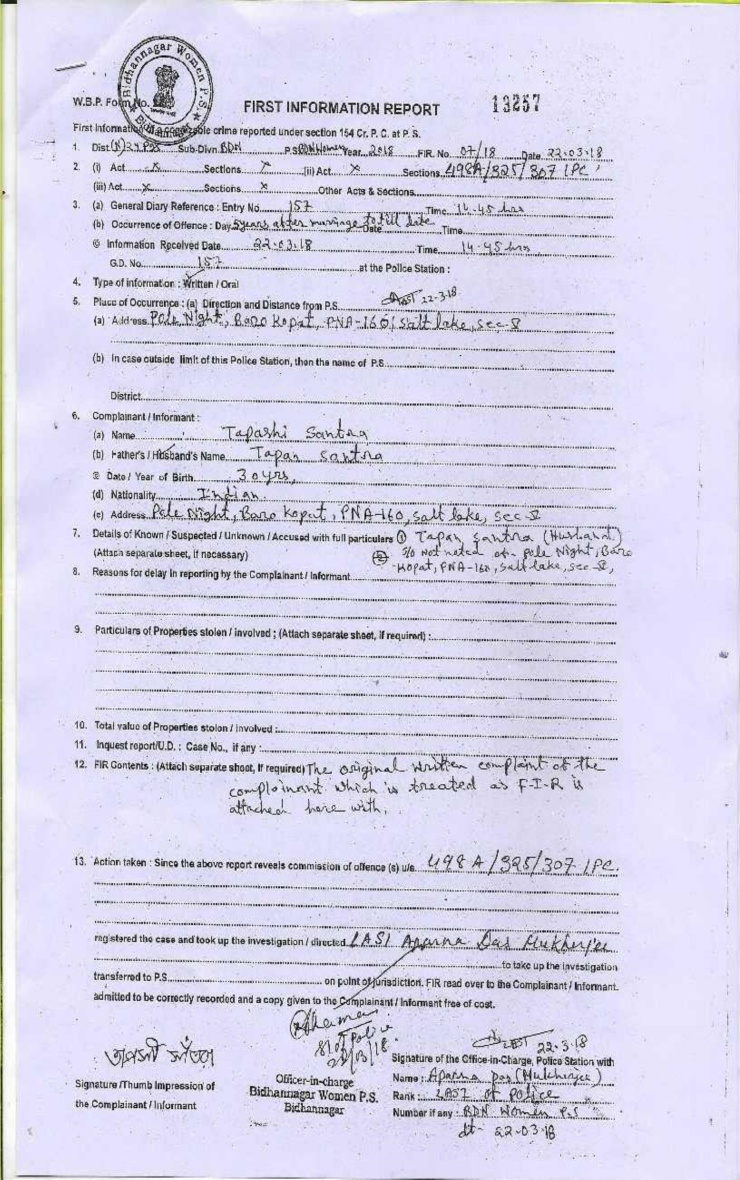 Bidhannagar Women P.S.
W.B.P. Form No.
FIRST INFORMATION REPORT 13257
First Information of a cognizable crime reported under section 154 Cr. P. C. at P. S.
1. Dist (N) 24 PGS Sub-Divn. BDN P.S BDN Women Year 2018 FIR. No. 07/18 Date 22.03.18
2. (i) Act x Sections x (ii) Act x Sections 498A/325/307 IPC
(iii) Act x Sections x Other Acts & Sections
3. (a) General Diary Reference : Entry No. 157 Time 14.45 hrs
(b) Occurrence of Offence : Day 5years after marriage to till date Date Time
© Information Received Date 22.03.18 Time 14-45 hrs
G.D. No. 157 at the Police Station :
4. Type of information : Written / Oral
5. Place of Occurrence : (a) Direction and Distance from P.S. 22-3-18
(a) Address Pole Night, Baro Kopat, PNA-160, Salt lake, sec-
(b) In case outside limit of this Police Station, then the name of P.S.
District
6. Complainant / Informant :
(a) Name Tapashi Santra
(b) Father's / Husband's Name Tapan Santra
© Date / Year of Birth 30yrs,
(d) Nationality Indian.
(e) Address Pole Night, Baro Kopat, PNA-160, salt lake, sec-
7. Details of Known / Suspected / Unknown / Accused with full particulars ① Tapan Santra (Husband)
(Attach separate sheet, if necessary) S/o Not noted of- Pole Night, Baro
Kopat, PNA-160, Salt lake, sec-
8. Reasons for delay in reporting by the Complainant / Informant
9. Particulars of Properties stolen / involved ; (Attach separate sheet, if required) :
10. Total value of Properties stolen / involved :
11. Inquest report/U.D. : Case No., if any :
12. FIR Contents : (Attach separate sheet, if required) The original written complaint of the
complainant which is treated as F-I-R is
attached here with.
13. Action taken : Since the above report reveals commission of offence (s) u/s. 498 A/325/307 IPC.
registered the case and took up the investigation / directed LASI Aparna Das Mukherjee
to take up the investigation
transferred to P.S. on point of jurisdiction. FIR read over to the Complainant / Informant.
admitted to be correctly recorded and a copy given to the Complainant / Informant free of cost.
SI of Police
22/03/18.
তাপসী সাঁতরা
22-3-18
Signature of the Office-in-Charge, Police Station with
Signature /Thumb Impression of
the Complainant / Informant
Officer-in-charge
Bidhannagar Women P.S.
Bidhannagar
Name : Aparna Das (Mukherjee)
Rank : LASI of Police
Number if any : BDN Women P.S
dt- 22-03-18